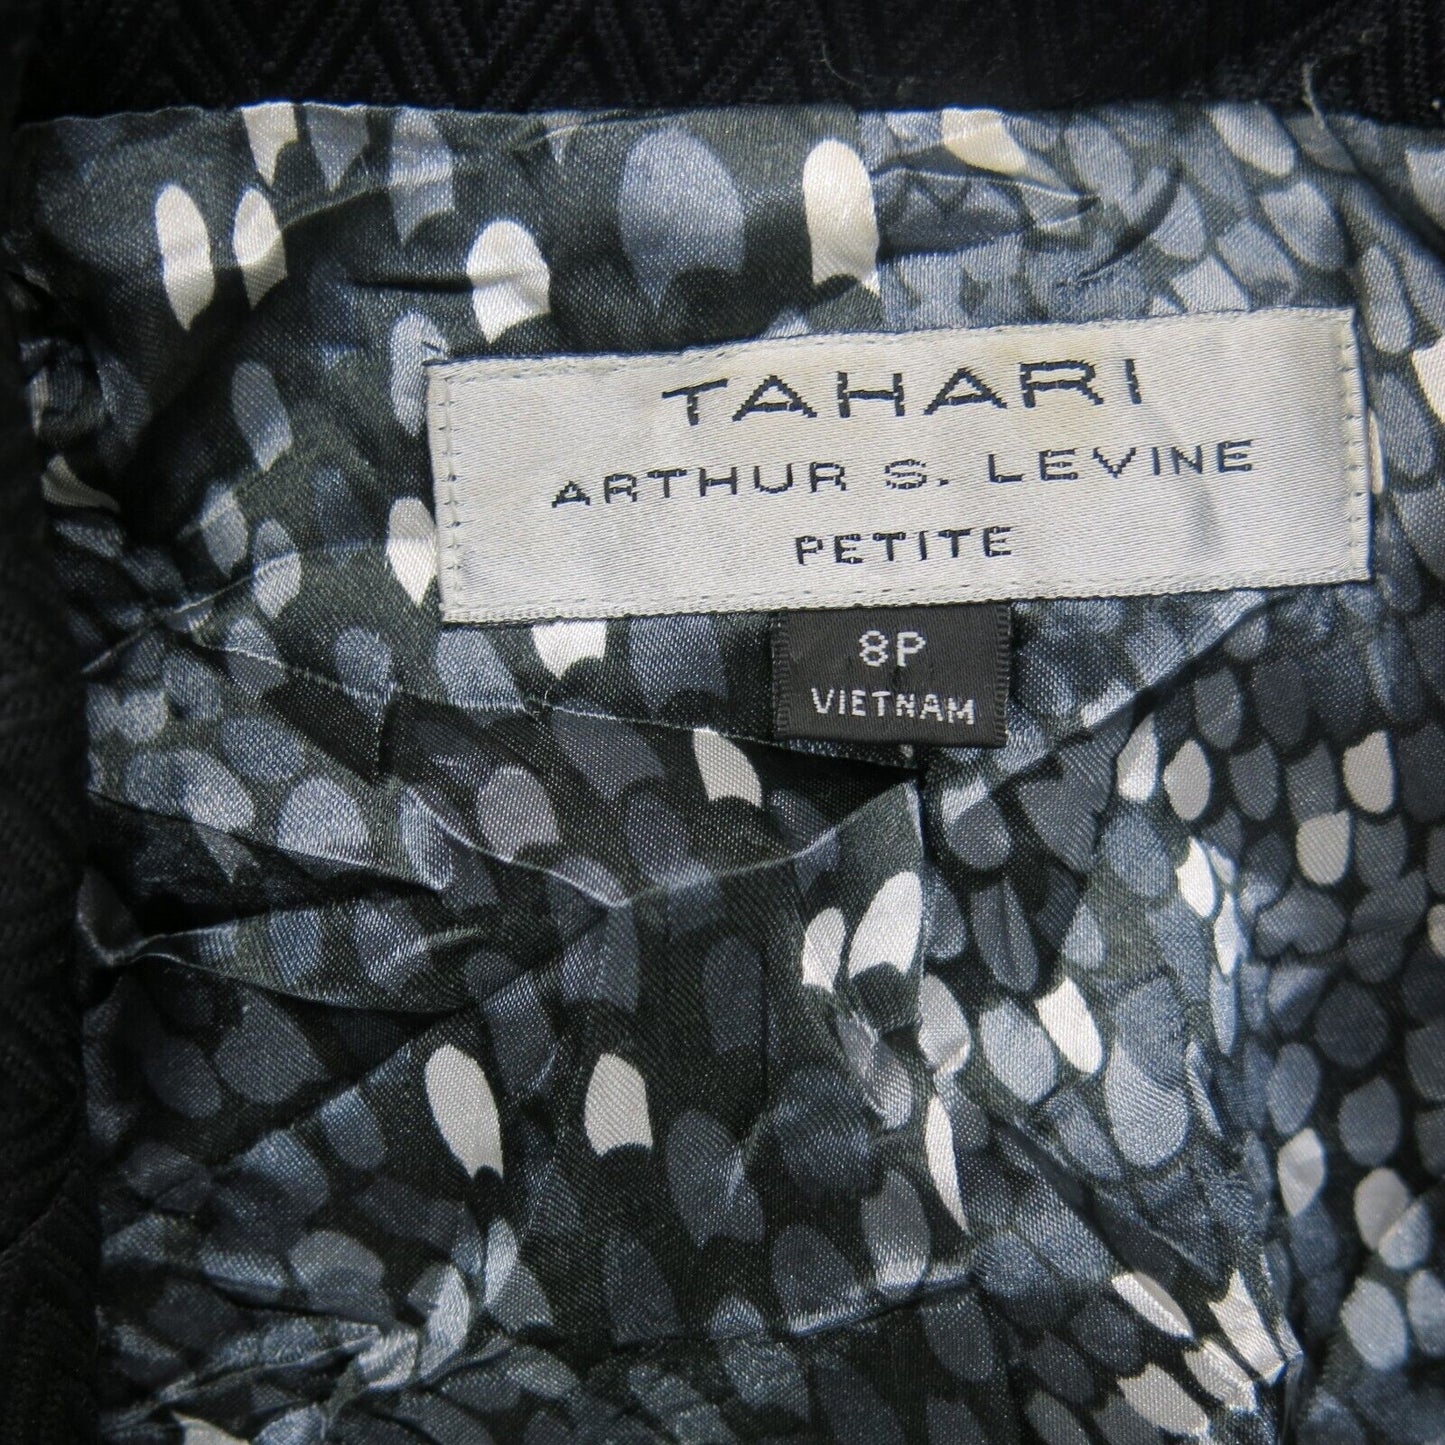 TAHARI
ARTHUR S. LEVINE
PETITE
8P
VIETNAM